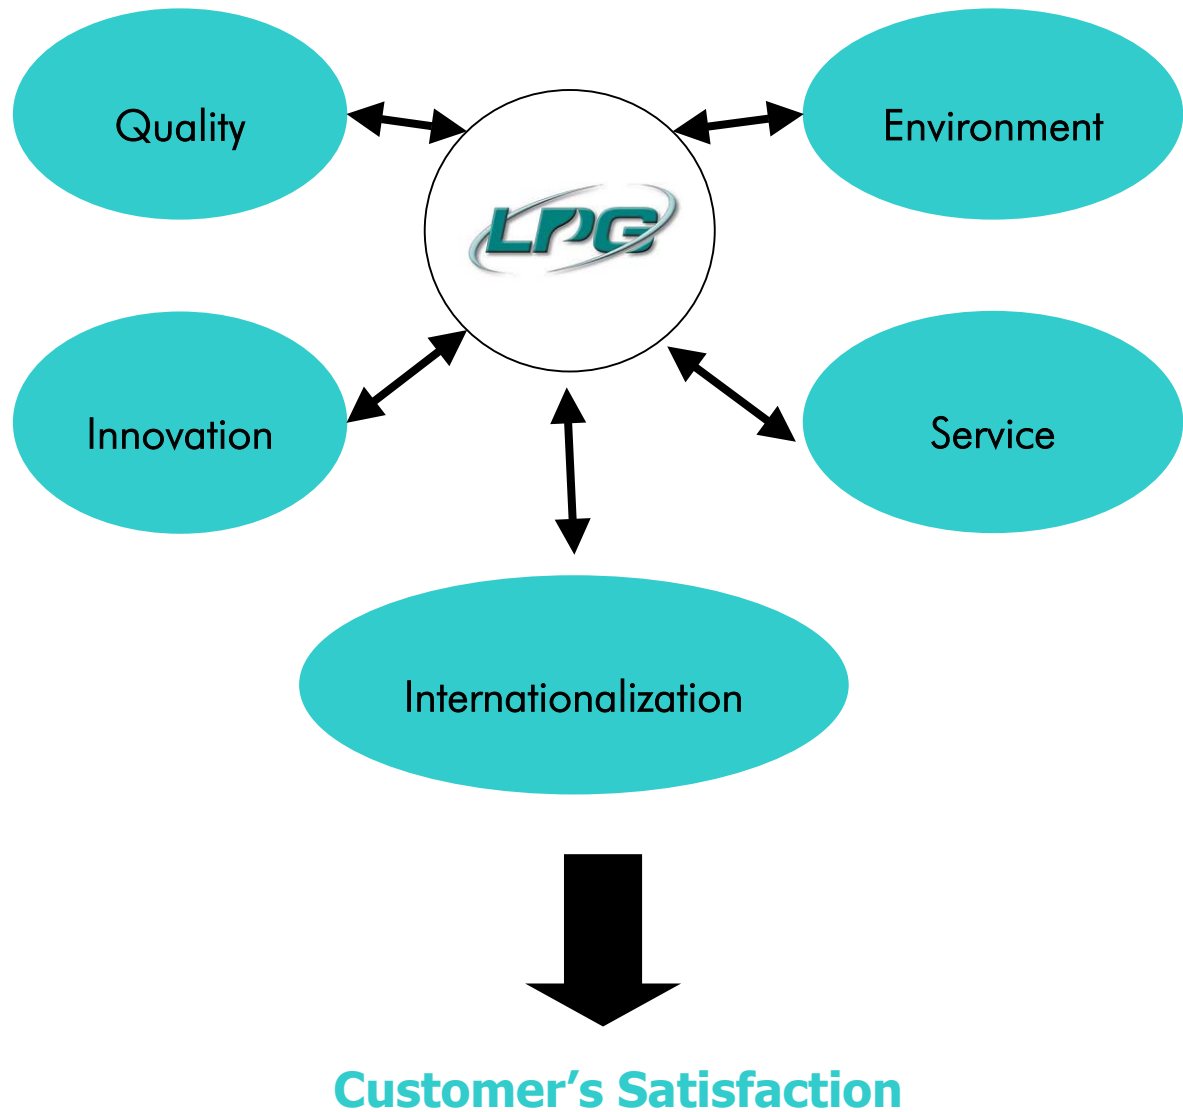 Quality
Environment
LPG
Innovation
Service
Internationalization
Customer’s Satisfaction